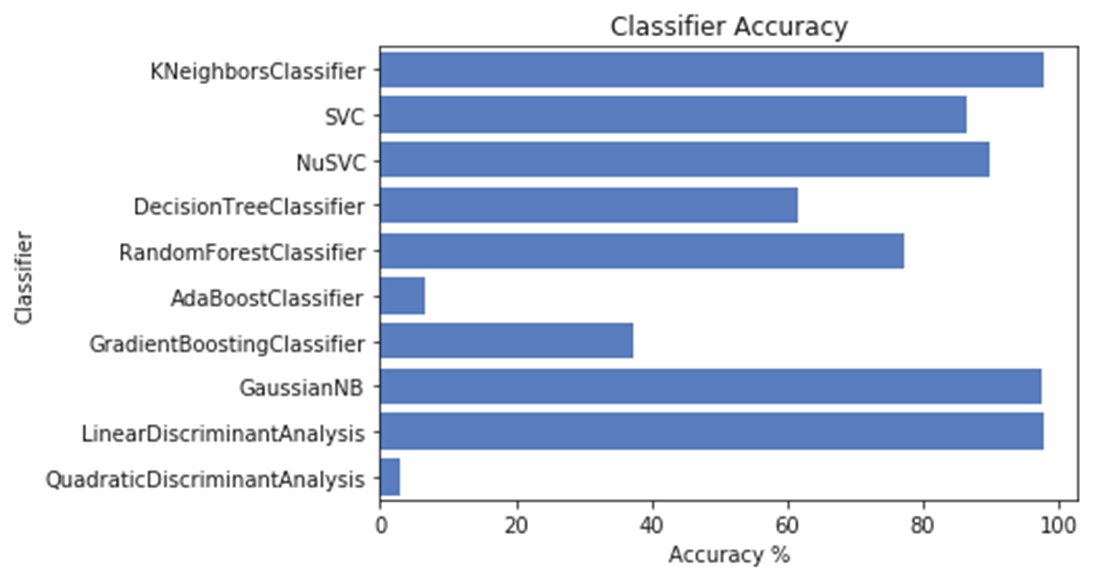 Classifier Accuracy
Classifier
KNeighborsClassifier
SVC
NuSVC
DecisionTreeClassifier
RandomForestClassifier
AdaBoostClassifier
GradientBoostingClassifier
GaussianNB
LinearDiscriminantAnalysis
QuadraticDiscriminantAnalysis
0 20 40 60 80 100
Accuracy %